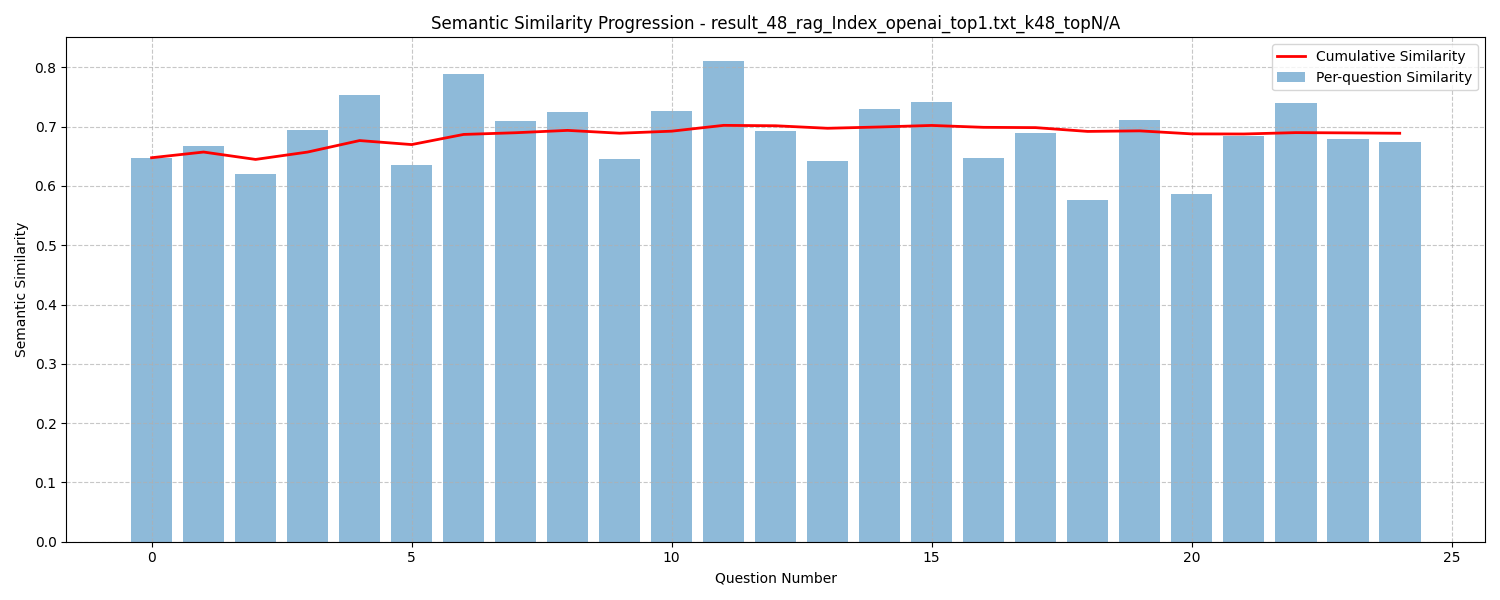 Semantic Similarity Progression - result_48_rag_Index_openai_top1.txt_k48_topN/A
Cumulative Similarity
Per-question Similarity
Semantic Similarity
0.8
0.7
0.6
0.5
0.4
0.3
0.2
0.1
0.0
0 5 10 15 20 25
Question Number